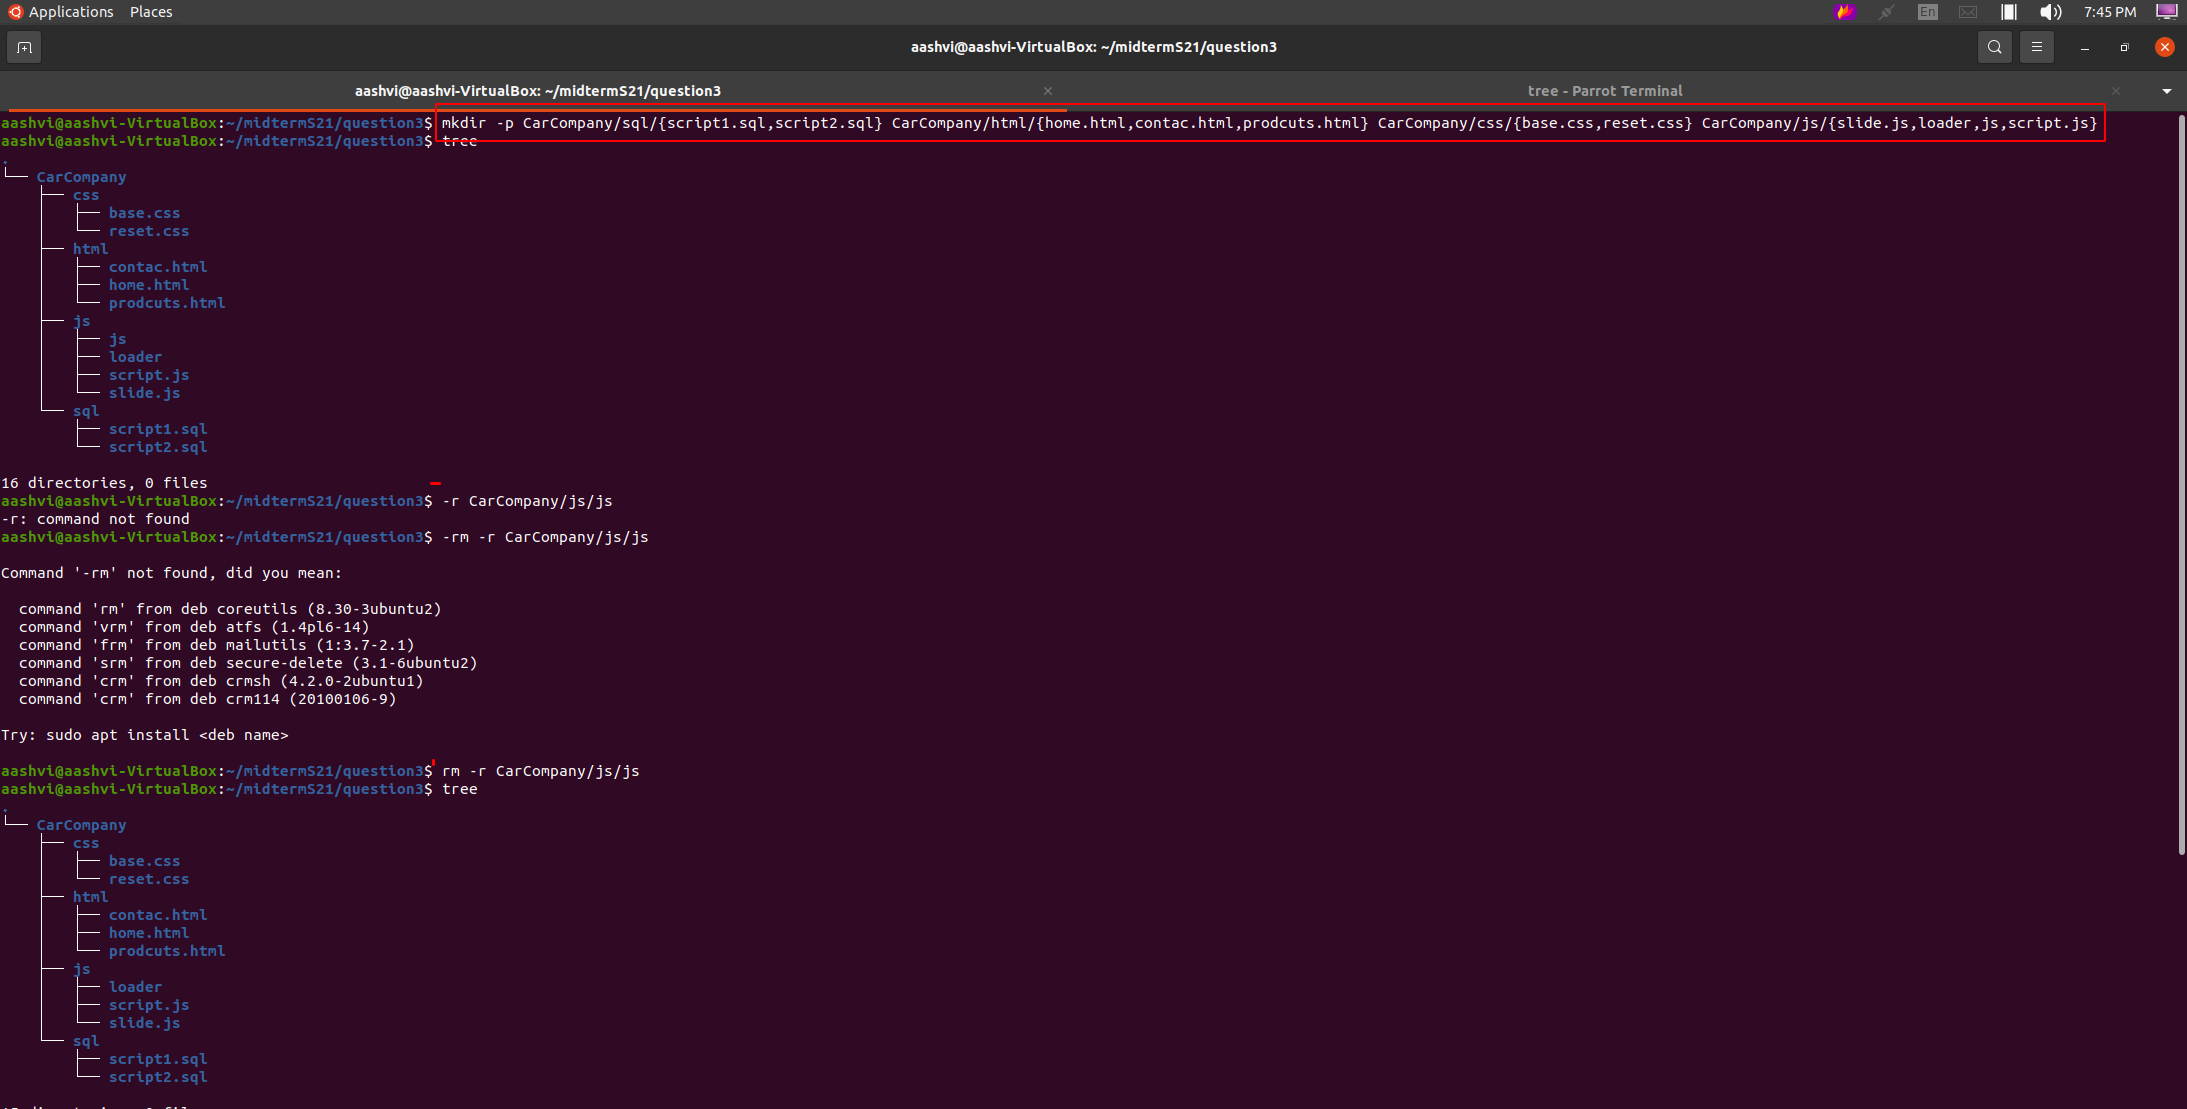 Applications Places En 7:45 PM
aashvi@aashvi-VirtualBox: ~/midtermS21/question3
aashvi@aashvi-VirtualBox: ~/midtermS21/question3 tree - Parrot Terminal
aashvi@aashvi-VirtualBox:~/midtermS21/question3$ mkdir -p CarCompany/sql/{script1.sql,script2.sql} CarCompany/html/{home.html,contac.html,prodcuts.html} CarCompany/css/{base.css,reset.css} CarCompany/js/{slide.js,loader,js,script.js}
aashvi@aashvi-VirtualBox:~/midtermS21/question3$ tree
.
└── CarCompany
    ├── css
    │   ├── base.css
    │   └── reset.css
    ├── html
    │   ├── contac.html
    │   ├── home.html
    │   └── prodcuts.html
    ├── js
    │   ├── js
    │   ├── loader
    │   ├── script.js
    │   └── slide.js
    └── sql
        ├── script1.sql
        └── script2.sql
16 directories, 0 files
aashvi@aashvi-VirtualBox:~/midtermS21/question3$ -r CarCompany/js/js
-r: command not found
aashvi@aashvi-VirtualBox:~/midtermS21/question3$ -rm -r CarCompany/js/js
Command '-rm' not found, did you mean:
  command 'rm' from deb coreutils (8.30-3ubuntu2)
  command 'vrm' from deb atfs (1.4pl6-14)
  command 'frm' from deb mailutils (1:3.7-2.1)
  command 'srm' from deb secure-delete (3.1-6ubuntu2)
  command 'crm' from deb crmsh (4.2.0-2ubuntu1)
  command 'crm' from deb crm114 (20100106-9)
Try: sudo apt install <deb name>
aashvi@aashvi-VirtualBox:~/midtermS21/question3$ rm -r CarCompany/js/js
aashvi@aashvi-VirtualBox:~/midtermS21/question3$ tree
.
└── CarCompany
    ├── css
    │   ├── base.css
    │   └── reset.css
    ├── html
    │   ├── contac.html
    │   ├── home.html
    │   └── prodcuts.html
    ├── js
    │   ├── loader
    │   ├── script.js
    │   └── slide.js
    └── sql
        ├── script1.sql
        └── script2.sql